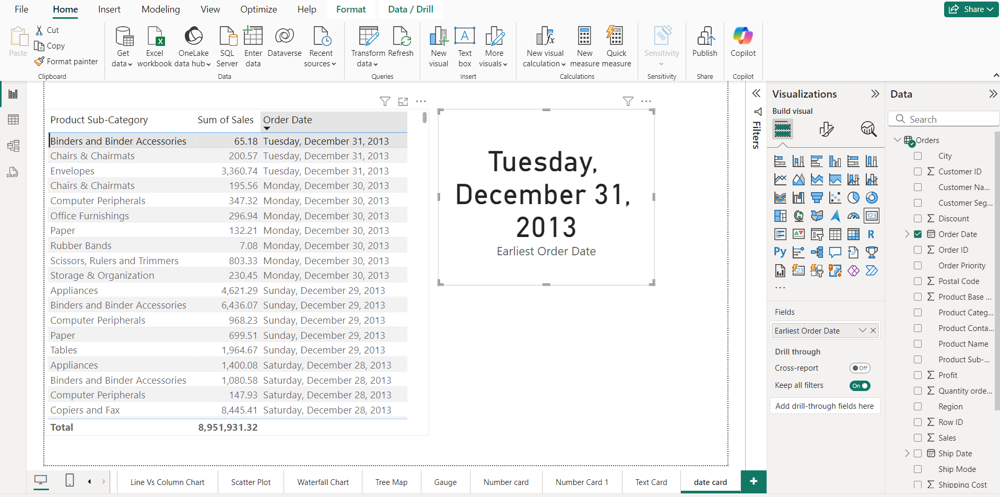 File Home Insert Modeling View Optimize Help Format Data / Drill Share
Paste
Cut
Copy
Format painter
Clipboard
Get data
Excel workbook
OneLake data hub
SQL Server
Enter data
Dataverse
Recent sources
Data
Transform data
Refresh
Queries
New visual
Text box
More visuals
Insert
New visual calculation
New measure
Quick measure
Calculations
Sensitivity
Sensitivity
Publish
Share
Copilot
Copilot
Product Sub-Category Sum of Sales Order Date
Binders and Binder Accessories 65.18 Tuesday, December 31, 2013
Chairs & Chairmats 200.57 Tuesday, December 31, 2013
Envelopes 3,360.74 Tuesday, December 31, 2013
Chairs & Chairmats 195.56 Monday, December 30, 2013
Computer Peripherals 347.32 Monday, December 30, 2013
Office Furnishings 296.94 Monday, December 30, 2013
Paper 132.21 Monday, December 30, 2013
Rubber Bands 7.08 Monday, December 30, 2013
Scissors, Rulers and Trimmers 803.33 Monday, December 30, 2013
Storage & Organization 230.45 Monday, December 30, 2013
Appliances 4,621.29 Sunday, December 29, 2013
Binders and Binder Accessories 6,436.07 Sunday, December 29, 2013
Computer Peripherals 968.23 Sunday, December 29, 2013
Paper 699.51 Sunday, December 29, 2013
Tables 1,964.67 Sunday, December 29, 2013
Appliances 1,400.08 Saturday, December 28, 2013
Binders and Binder Accessories 1,080.58 Saturday, December 28, 2013
Computer Peripherals 147.93 Saturday, December 28, 2013
Copiers and Fax 8,445.41 Saturday, December 28, 2013
Total 8,951,931.32
Tuesday,
December 31,
2013
Earliest Order Date
Filters
Visualizations
Build visual
123
R
Py
123
Fields
Earliest Order Date
Drill through
Cross-report Off
Keep all filters On
Add drill-through fields here
Data
Search
Orders
City
Customer ID
Customer Na...
Customer Seg...
Discount
Order Date
Order ID
Order Priority
Postal Code
Product Base ...
Product Categ...
Product Conta...
Product Name
Product Sub-...
Profit
Quantity orde...
Region
Row ID
Sales
Ship Date
Ship Mode
Shipping Cost
DAX
Line Vs Column Chart Scatter Plot Waterfall Chart Tree Map Gauge Number card Number Card 1 Text Card date card +